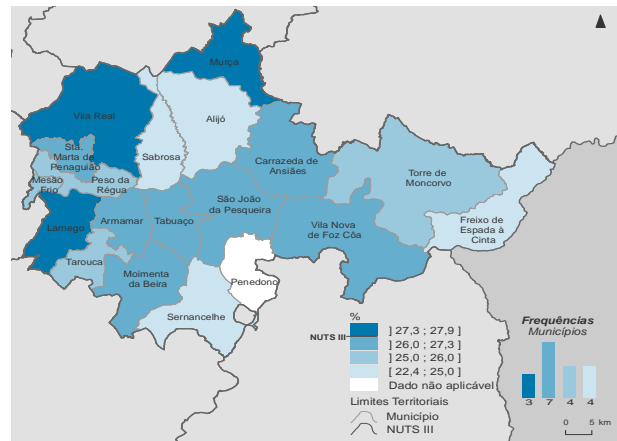 Murça
Vila Real
Alijó
Sta.
Marta de
Penaguião
Sabrosa
Carrazeda de
Ansiães
Torre de
Moncorvo
Mesão
Frio
Peso da
Régua
São João
da Pesqueira
Freixo de
Espada à
Cinta
Lamego
Armamar
Tabuaço
Vila Nova
de Foz Côa
Tarouca
Moimenta
da Beira
Penedono
Sernancelhe
%
NUTS III
] 27,3 ; 27,9 ]
] 26,0 ; 27,3 ]
] 25,0 ; 26,0 ]
[ 22,4 ; 25,0 ]
Dado não aplicável
Limites Territoriais
Município
NUTS III
Frequências
Municípios
3 7 4 4
0 5 km